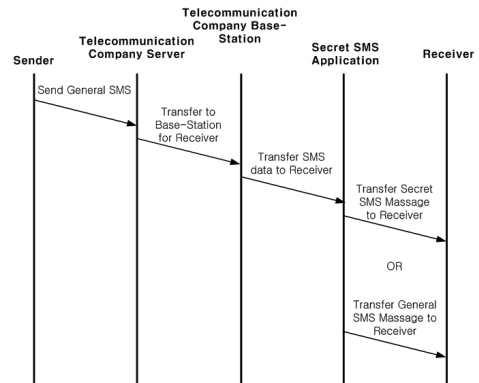 Sender
Telecommunication
Company Server
Telecommunication
Company Base-
Station
Secret SMS
Application
Receiver
Send General SMS
Transfer to
Base-Station
for Receiver
Transfer SMS
data to Receiver
Transfer Secret
SMS Massage
to Receiver
OR
Transfer General
SMS Massage to
Receiver